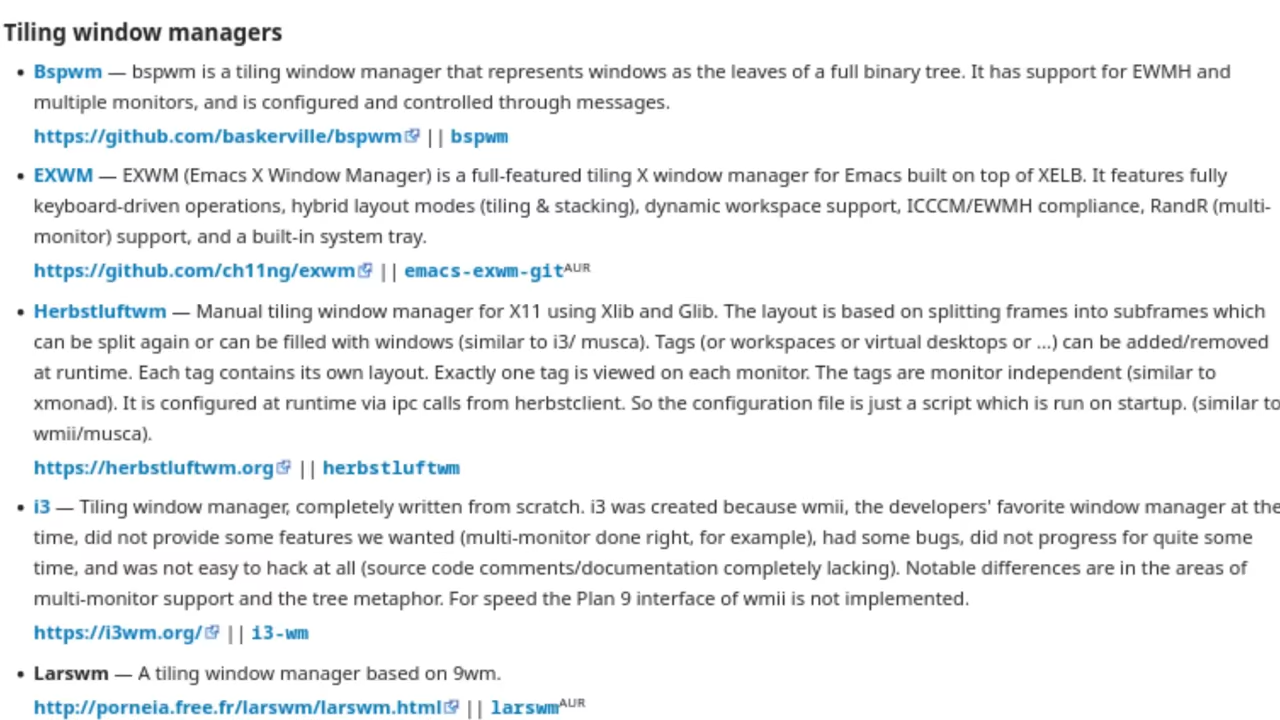 Tiling window managers
• Bspwm — bspwm is a tiling window manager that represents windows as the leaves of a full binary tree. It has support for EWMH and
multiple monitors, and is configured and controlled through messages.
https://github.com/baskerville/bspwm || bspwm
• EXWM — EXWM (Emacs X Window Manager) is a full-featured tiling X window manager for Emacs built on top of XELB. It features fully
keyboard-driven operations, hybrid layout modes (tiling & stacking), dynamic workspace support, ICCCM/EWMH compliance, RandR (multi-
monitor) support, and a built-in system tray.
https://github.com/ch11ng/exwm || emacs-exwm-gitAUR
• Herbstluftwm — Manual tiling window manager for X11 using Xlib and Glib. The layout is based on splitting frames into subframes which
can be split again or can be filled with windows (similar to i3/ musca). Tags (or workspaces or virtual desktops or …) can be added/removed
at runtime. Each tag contains its own layout. Exactly one tag is viewed on each monitor. The tags are monitor independent (similar to
xmonad). It is configured at runtime via ipc calls from herbstclient. So the configuration file is just a script which is run on startup. (similar to
wmii/musca).
https://herbstluftwm.org || herbstluftwm
• i3 — Tiling window manager, completely written from scratch. i3 was created because wmii, the developers' favorite window manager at the
time, did not provide some features we wanted (multi-monitor done right, for example), had some bugs, did not progress for quite some
time, and was not easy to hack at all (source code comments/documentation completely lacking). Notable differences are in the areas of
multi-monitor support and the tree metaphor. For speed the Plan 9 interface of wmii is not implemented.
https://i3wm.org/ || i3-wm
• Larswm — A tiling window manager based on 9wm.
http://porneia.free.fr/larswm/larswm.html || larswmAUR